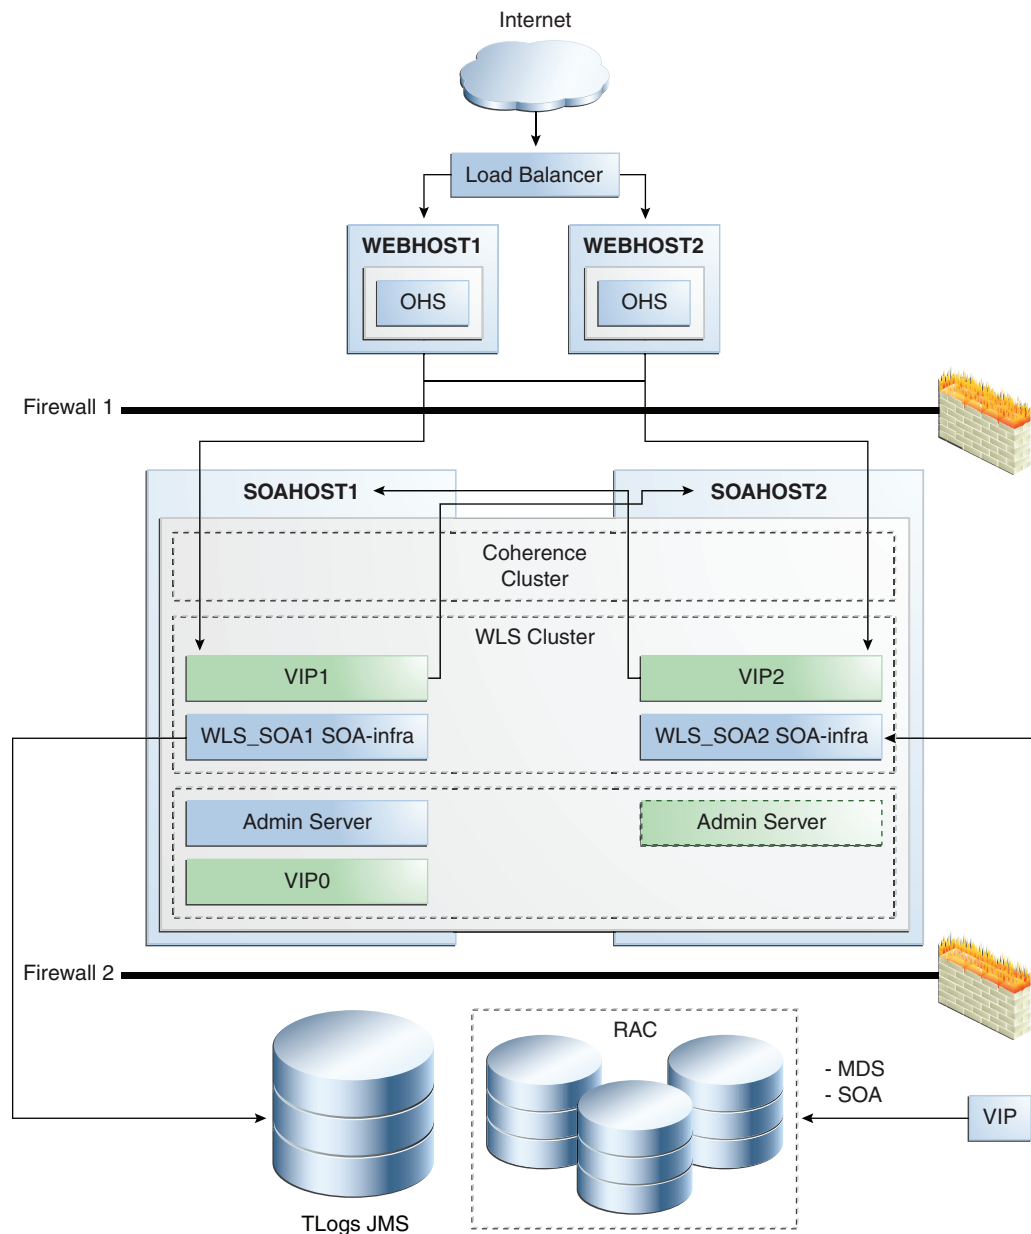 Internet
Load Balancer
WEBHOST1
WEBHOST2
OHS
OHS
Firewall 1
SOAHOST1
SOAHOST2
Coherence
Cluster
WLS Cluster
VIP1
VIP2
WLS_SOA1 SOA-infra
WLS_SOA2 SOA-infra
Admin Server
Admin Server
VIP0
Firewall 2
RAC
- MDS
- SOA
VIP
TLogs JMS